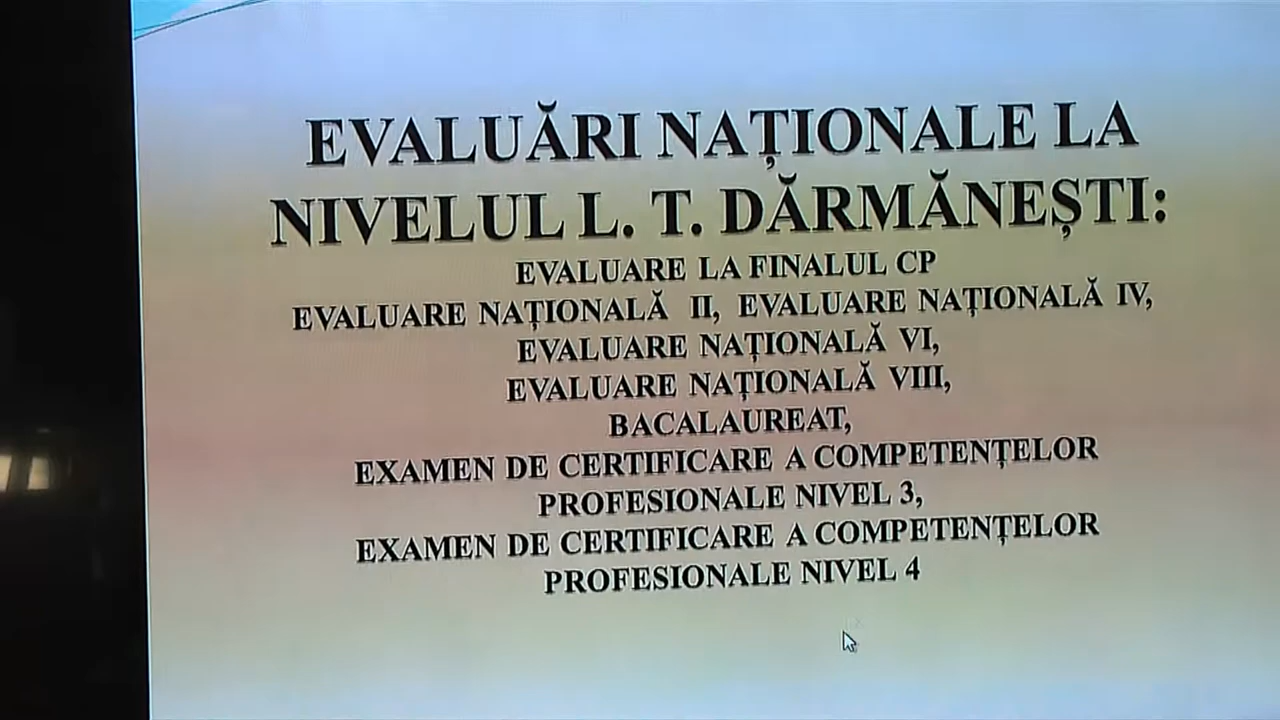 EVALUĂRI NAȚIONALE LA
NIVELUL L. T. DĂRMĂNEȘTI:
EVALUARE LA FINALUL CP
EVALUARE NAȚIONALĂ II, EVALUARE NAȚIONALĂ IV,
EVALUARE NAȚIONALĂ VI,
EVALUARE NAȚIONALĂ VIII,
BACALAUREAT,
EXAMEN DE CERTIFICARE A COMPETENȚELOR
PROFESIONALE NIVEL 3,
EXAMEN DE CERTIFICARE A COMPETENȚELOR
PROFESIONALE NIVEL 4